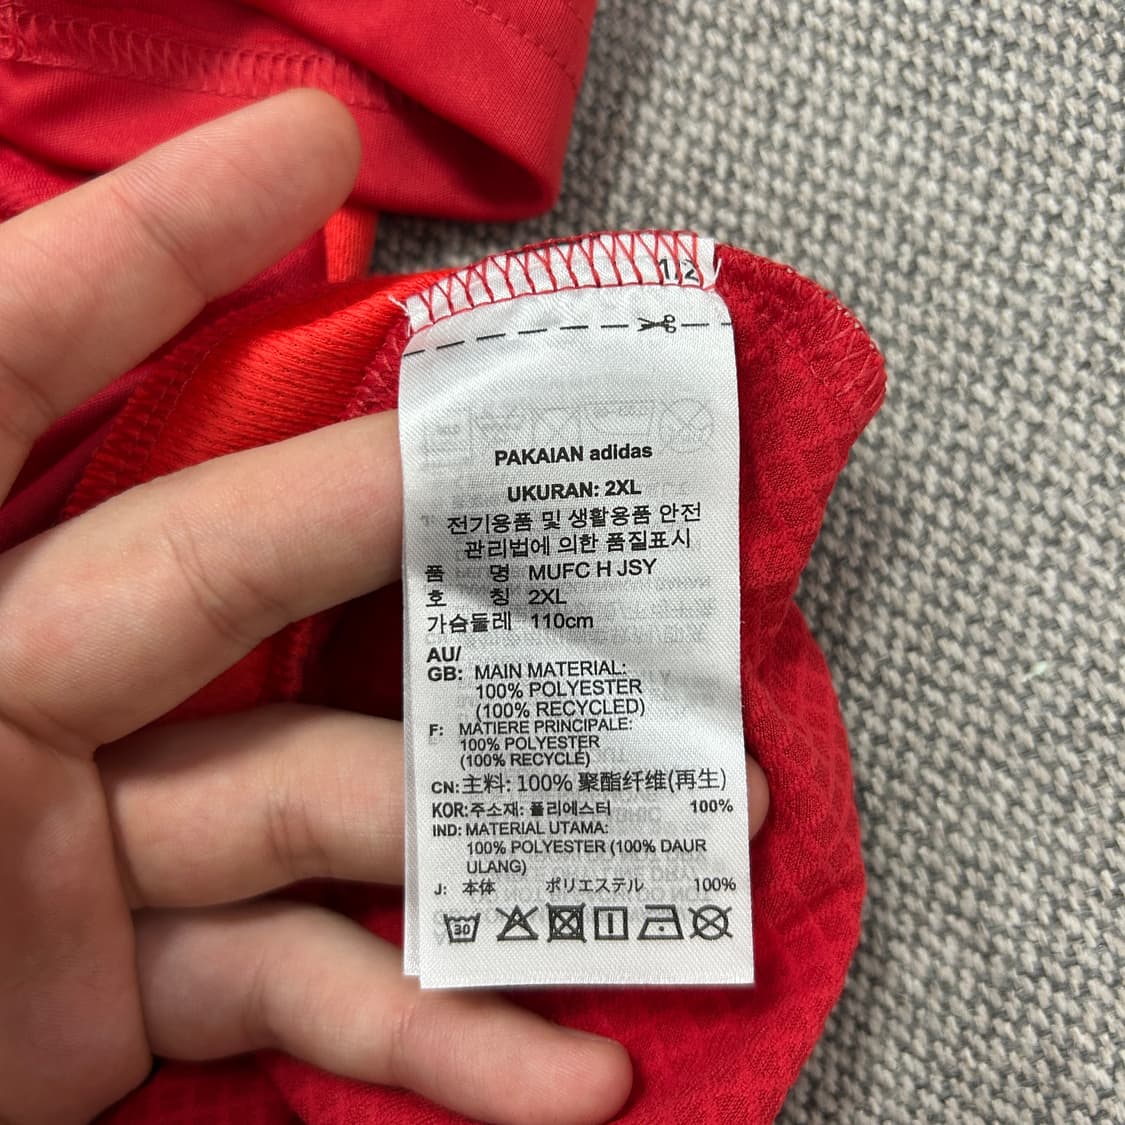 1/2
PAKAIAN adidas
UKURAN: 2XL
전기용품 및 생활용품 안전
관리법에 의한 품질표시
품 명 MUFC H JSY
호 칭 2XL
가슴둘레 110cm
AU/
GB: MAIN MATERIAL:
100% POLYESTER
(100% RECYCLED)
F: MATIERE PRINCIPALE:
100% POLYESTER
(100% RECYCLÉ)
CN: 主料: 100% 聚酯纤维(再生)
KOR: 주소재: 폴리에스터 100%
IND: MATERIAL UTAMA:
100% POLYESTER (100% DAUR
ULANG)
J: 本体 ポリエステル 100%
30